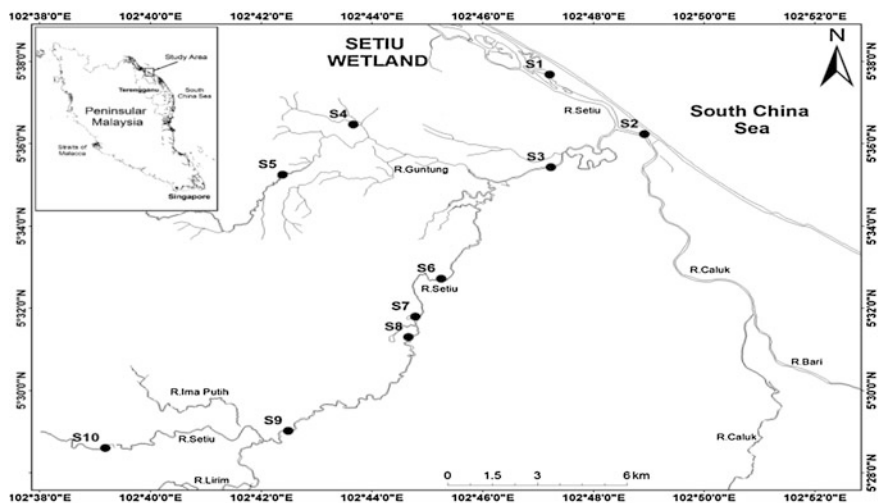 102°38'0"E 102°40'0"E 102°42'0"E 102°44'0"E 102°46'0"E 102°48'0"E 102°50'0"E 102°52'0"E
N
SETIU
WETLAND
S1
R.Setiu
S2
South China
Sea
Study Area
Terengganu
South
China Sea
Peninsular
Malaysia
Straits of
Malacca
Singapore
S4
S5
R.Guntung
S3
S6
R.Setiu
S7
S8
R.Caluk
R.Bari
R.Ima Putih
S9
S10
R.Setiu
R.Lirim
R.Caluk
0 1.5 3 6 km
5°38'0"N
5°36'0"N
5°34'0"N
5°32'0"N
5°30'0"N
5°28'0"N
5°38'0"N
5°36'0"N
5°34'0"N
5°32'0"N
5°30'0"N
5°28'0"N
102°38'0"E 102°40'0"E 102°42'0"E 102°44'0"E 102°46'0"E 102°48'0"E 102°50'0"E 102°52'0"E